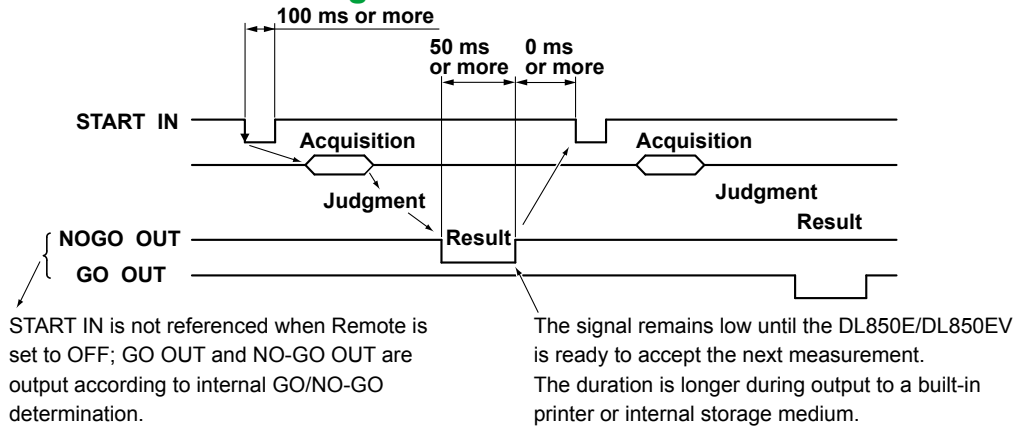 100 ms or more
50 ms
or more
0 ms
or more
START IN
Acquisition
Acquisition
Judgment
Judgment
Result
NOGO OUT
Result
GO OUT
START IN is not referenced when Remote is
set to OFF; GO OUT and NO-GO OUT are
output according to internal GO/NO-GO
determination.
The signal remains low until the DL850E/DL850EV
is ready to accept the next measurement.
The duration is longer during output to a built-in
printer or internal storage medium.